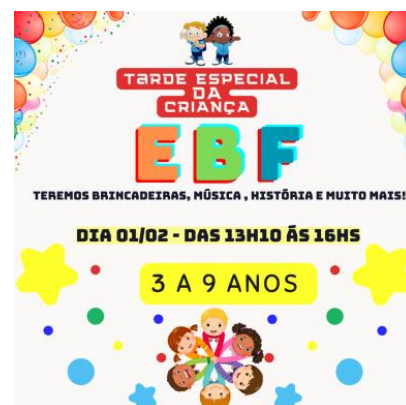 TARDE ESPECIAL
DA
CRIANÇA
EBF
TEREMOS BRINCADEIRAS, MÚSICA , HISTÓRIA E MUITO MAIS!
DIA 01/02 - DAS 13H10 ÁS 16HS
3 A 9 ANOS